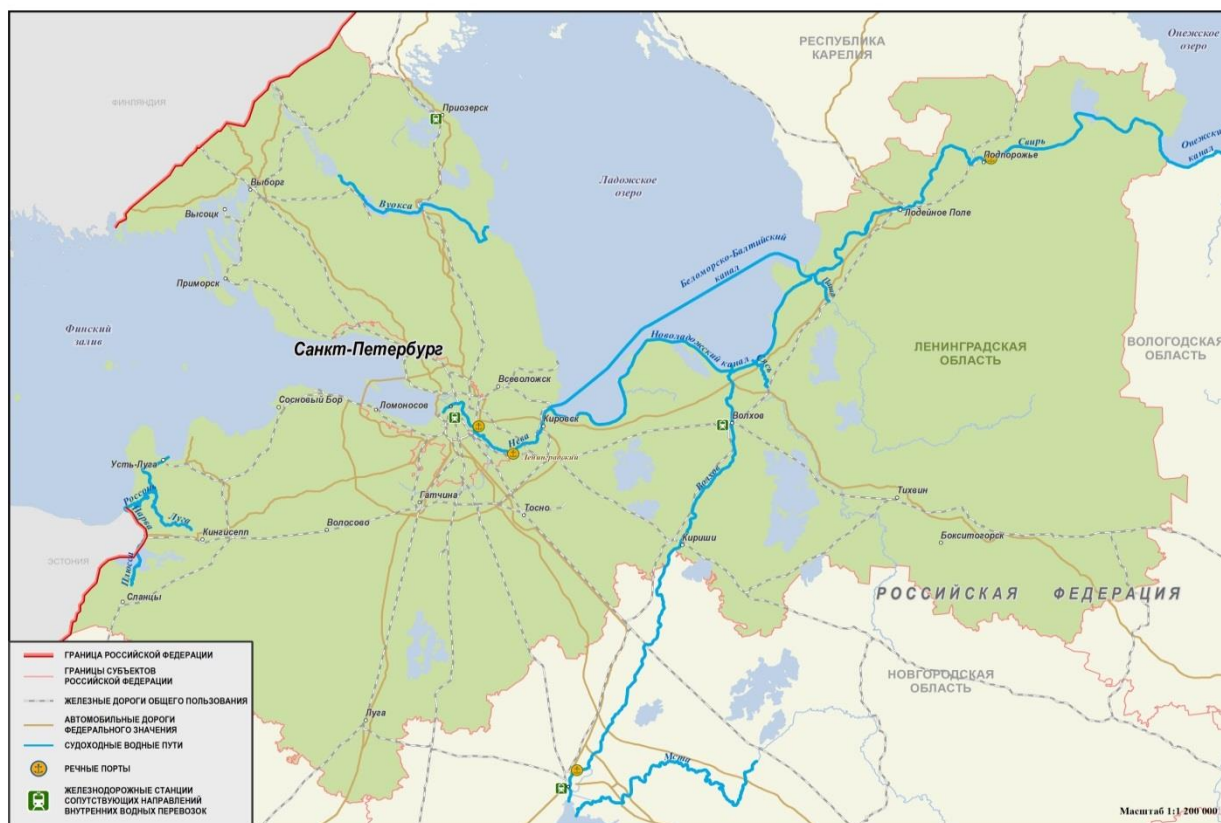 Онежское
озеро
РЕСПУБЛИКА
КАРЕЛИЯ
ФИНЛЯНДИЯ
Приозерск
Свирь
Онежский
канал
Подпорожье
Ладожское
озеро
Выборг
Вуокса
Высоцк
Лодейное Поле
Беломорско-Балтийский
канал
Приморск
Паша
Финский
залив
Новоладожский канал
Сясь
Санкт-Петербург
ЛЕНИНГРАДСКАЯ
ОБЛАСТЬ
ВОЛОГОДСКАЯ
ОБЛАСТЬ
Всеволожск
Сосновый Бор
Ломоносов
Кировск
Волхов
Нева
Усть-Луга
Волхов
Россонь
Нарва
Луга
Гатчина
Тосно
Тихвин
Кингисепп
Волосово
Кириши
Бокситогорск
ЭСТОНИЯ
Плюсса
Сланцы
РОССИЙСКАЯ ФЕДЕРАЦИЯ
НОВГОРОДСКАЯ
ОБЛАСТЬ
Луга
Мста
ГРАНИЦА РОССИЙСКОЙ ФЕДЕРАЦИИ
ГРАНИЦЫ СУБЪЕКТОВ
РОССИЙСКОЙ ФЕДЕРАЦИИ
ЖЕЛЕЗНЫЕ ДОРОГИ ОБЩЕГО ПОЛЬЗОВАНИЯ
АВТОМОБИЛЬНЫЕ ДОРОГИ
ФЕДЕРАЛЬНОГО ЗНАЧЕНИЯ
СУДОХОДНЫЕ ВОДНЫЕ ПУТИ
РЕЧНЫЕ ПОРТЫ
ЖЕЛЕЗНОДОРОЖНЫЕ СТАНЦИИ
СОПУТСТВУЮЩИХ НАПРАВЛЕНИЙ
ВНУТРЕННИХ ВОДНЫХ ПЕРЕВОЗОК
Масштаб 1:1 200 000